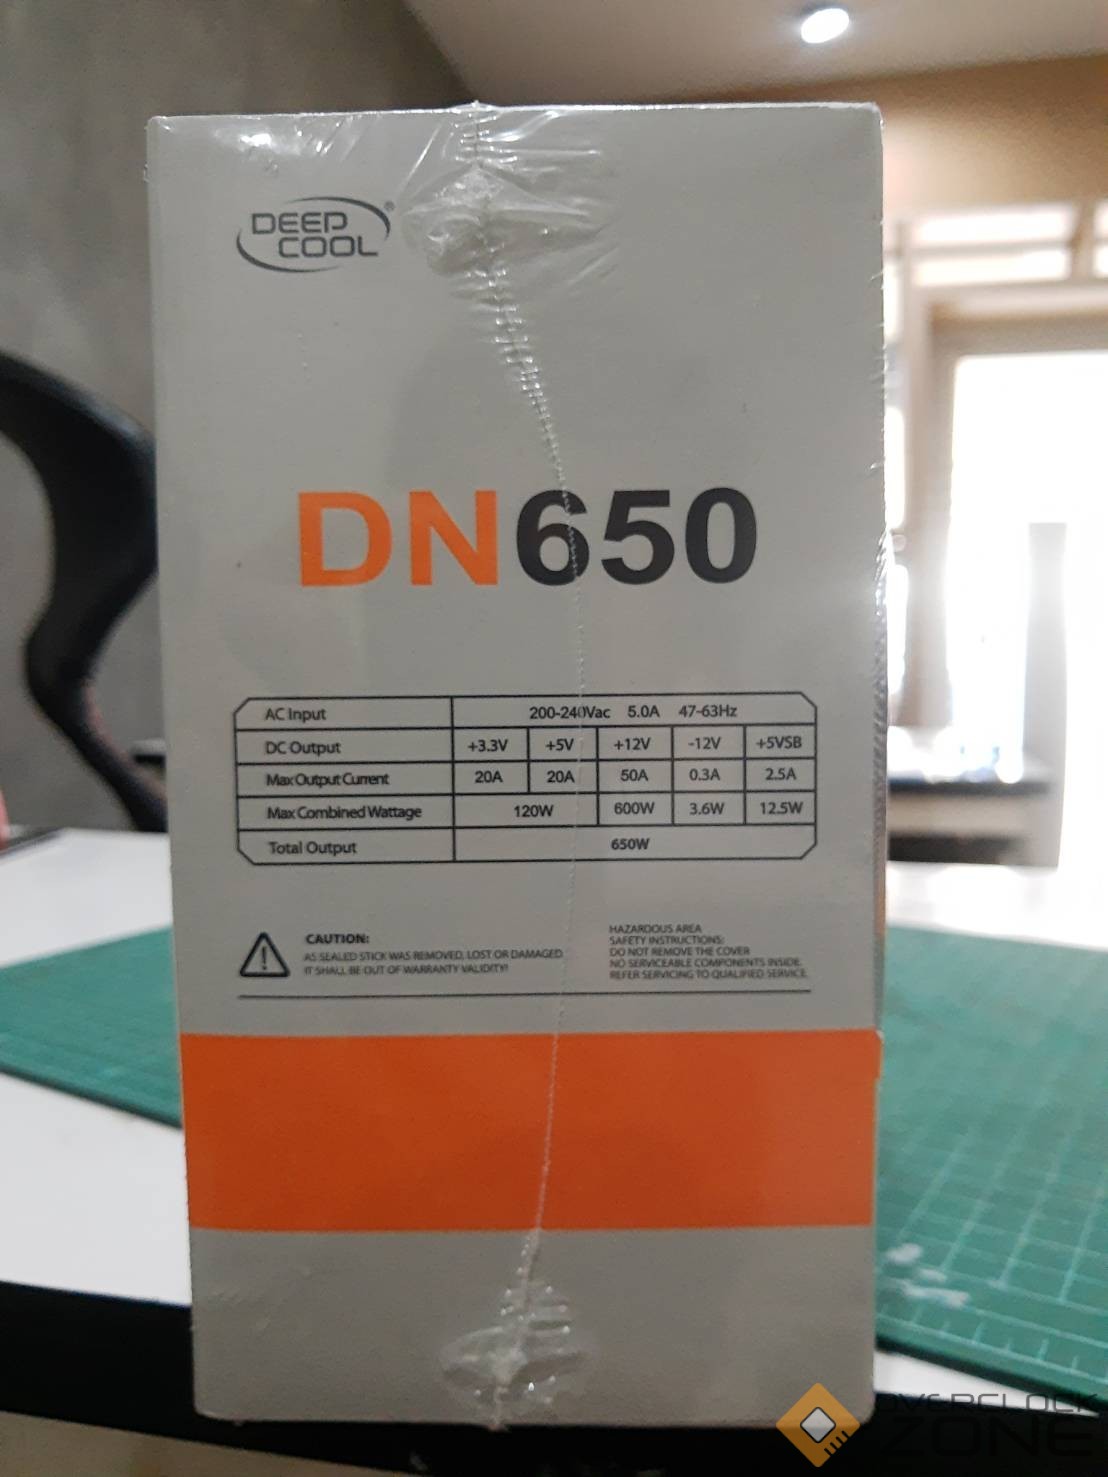 DEEP
COOL®
DN650
AC Input 200-240Vac 5.0A 47-63Hz
DC Output +3.3V +5V +12V -12V +5VSB
Max Output Current 20A 20A 50A 0.3A 2.5A
Max Combined Wattage 120W 600W 3.6W 12.5W
Total Output 650W
CAUTION:
AS SEALED STICK WAS REMOVED, LOST OR DAMAGED
IT SHALL BE OUT OF WARRANTY VALIDITY!
HAZARDOUS AREA
SAFETY INSTRUCTIONS:
DO NOT REMOVE THE COVER
NO SERVICEABLE COMPONENTS INSIDE.
REFER SERVICING TO QUALIFIED SERVICE.
OVERCLOCK
ZONE